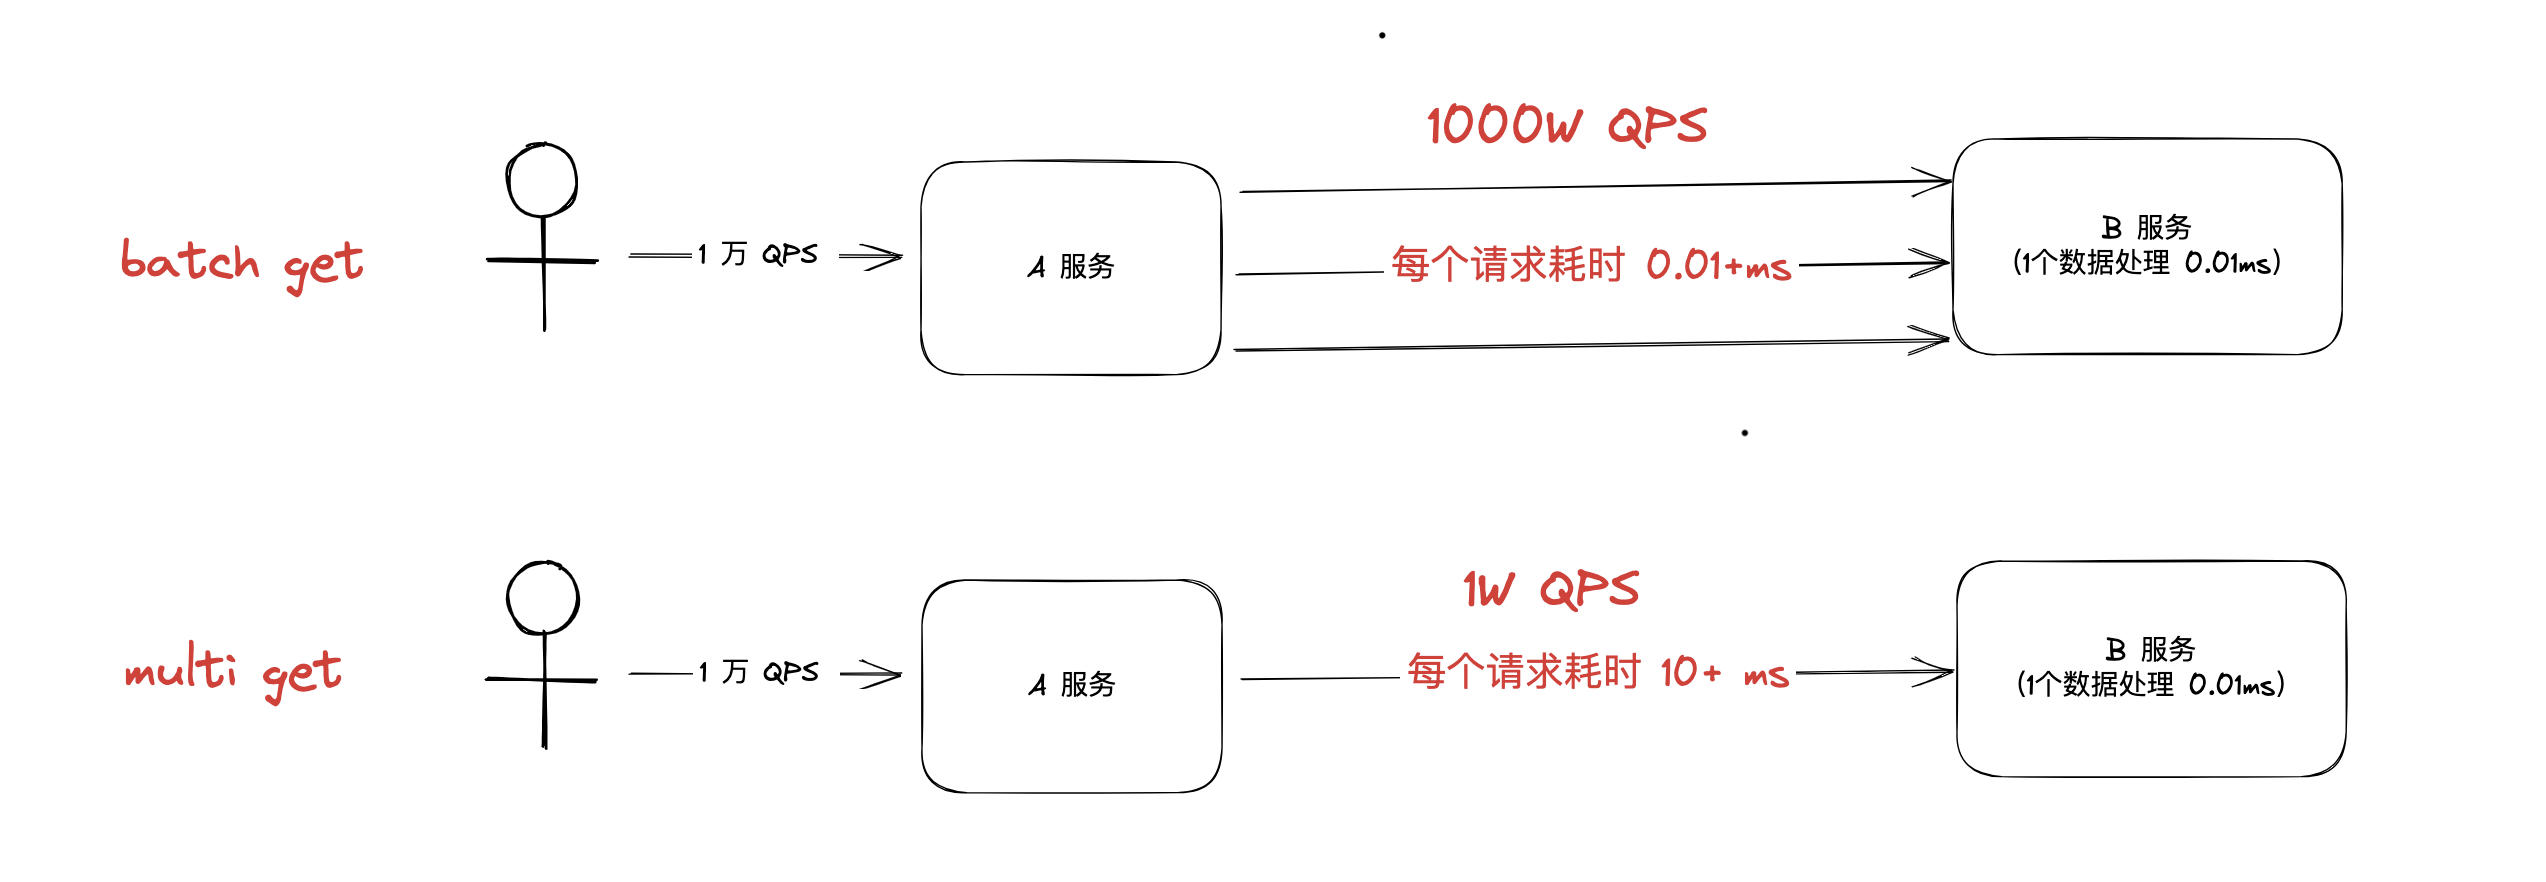 batch get
1 万 QPS
A 服务
1000W QPS
每个请求耗时 0.01+ms
B 服务
(1个数据处理 0.01ms)
multi get
1 万 QPS
A 服务
1W QPS
每个请求耗时 10+ ms
B 服务
(1个数据处理 0.01ms)